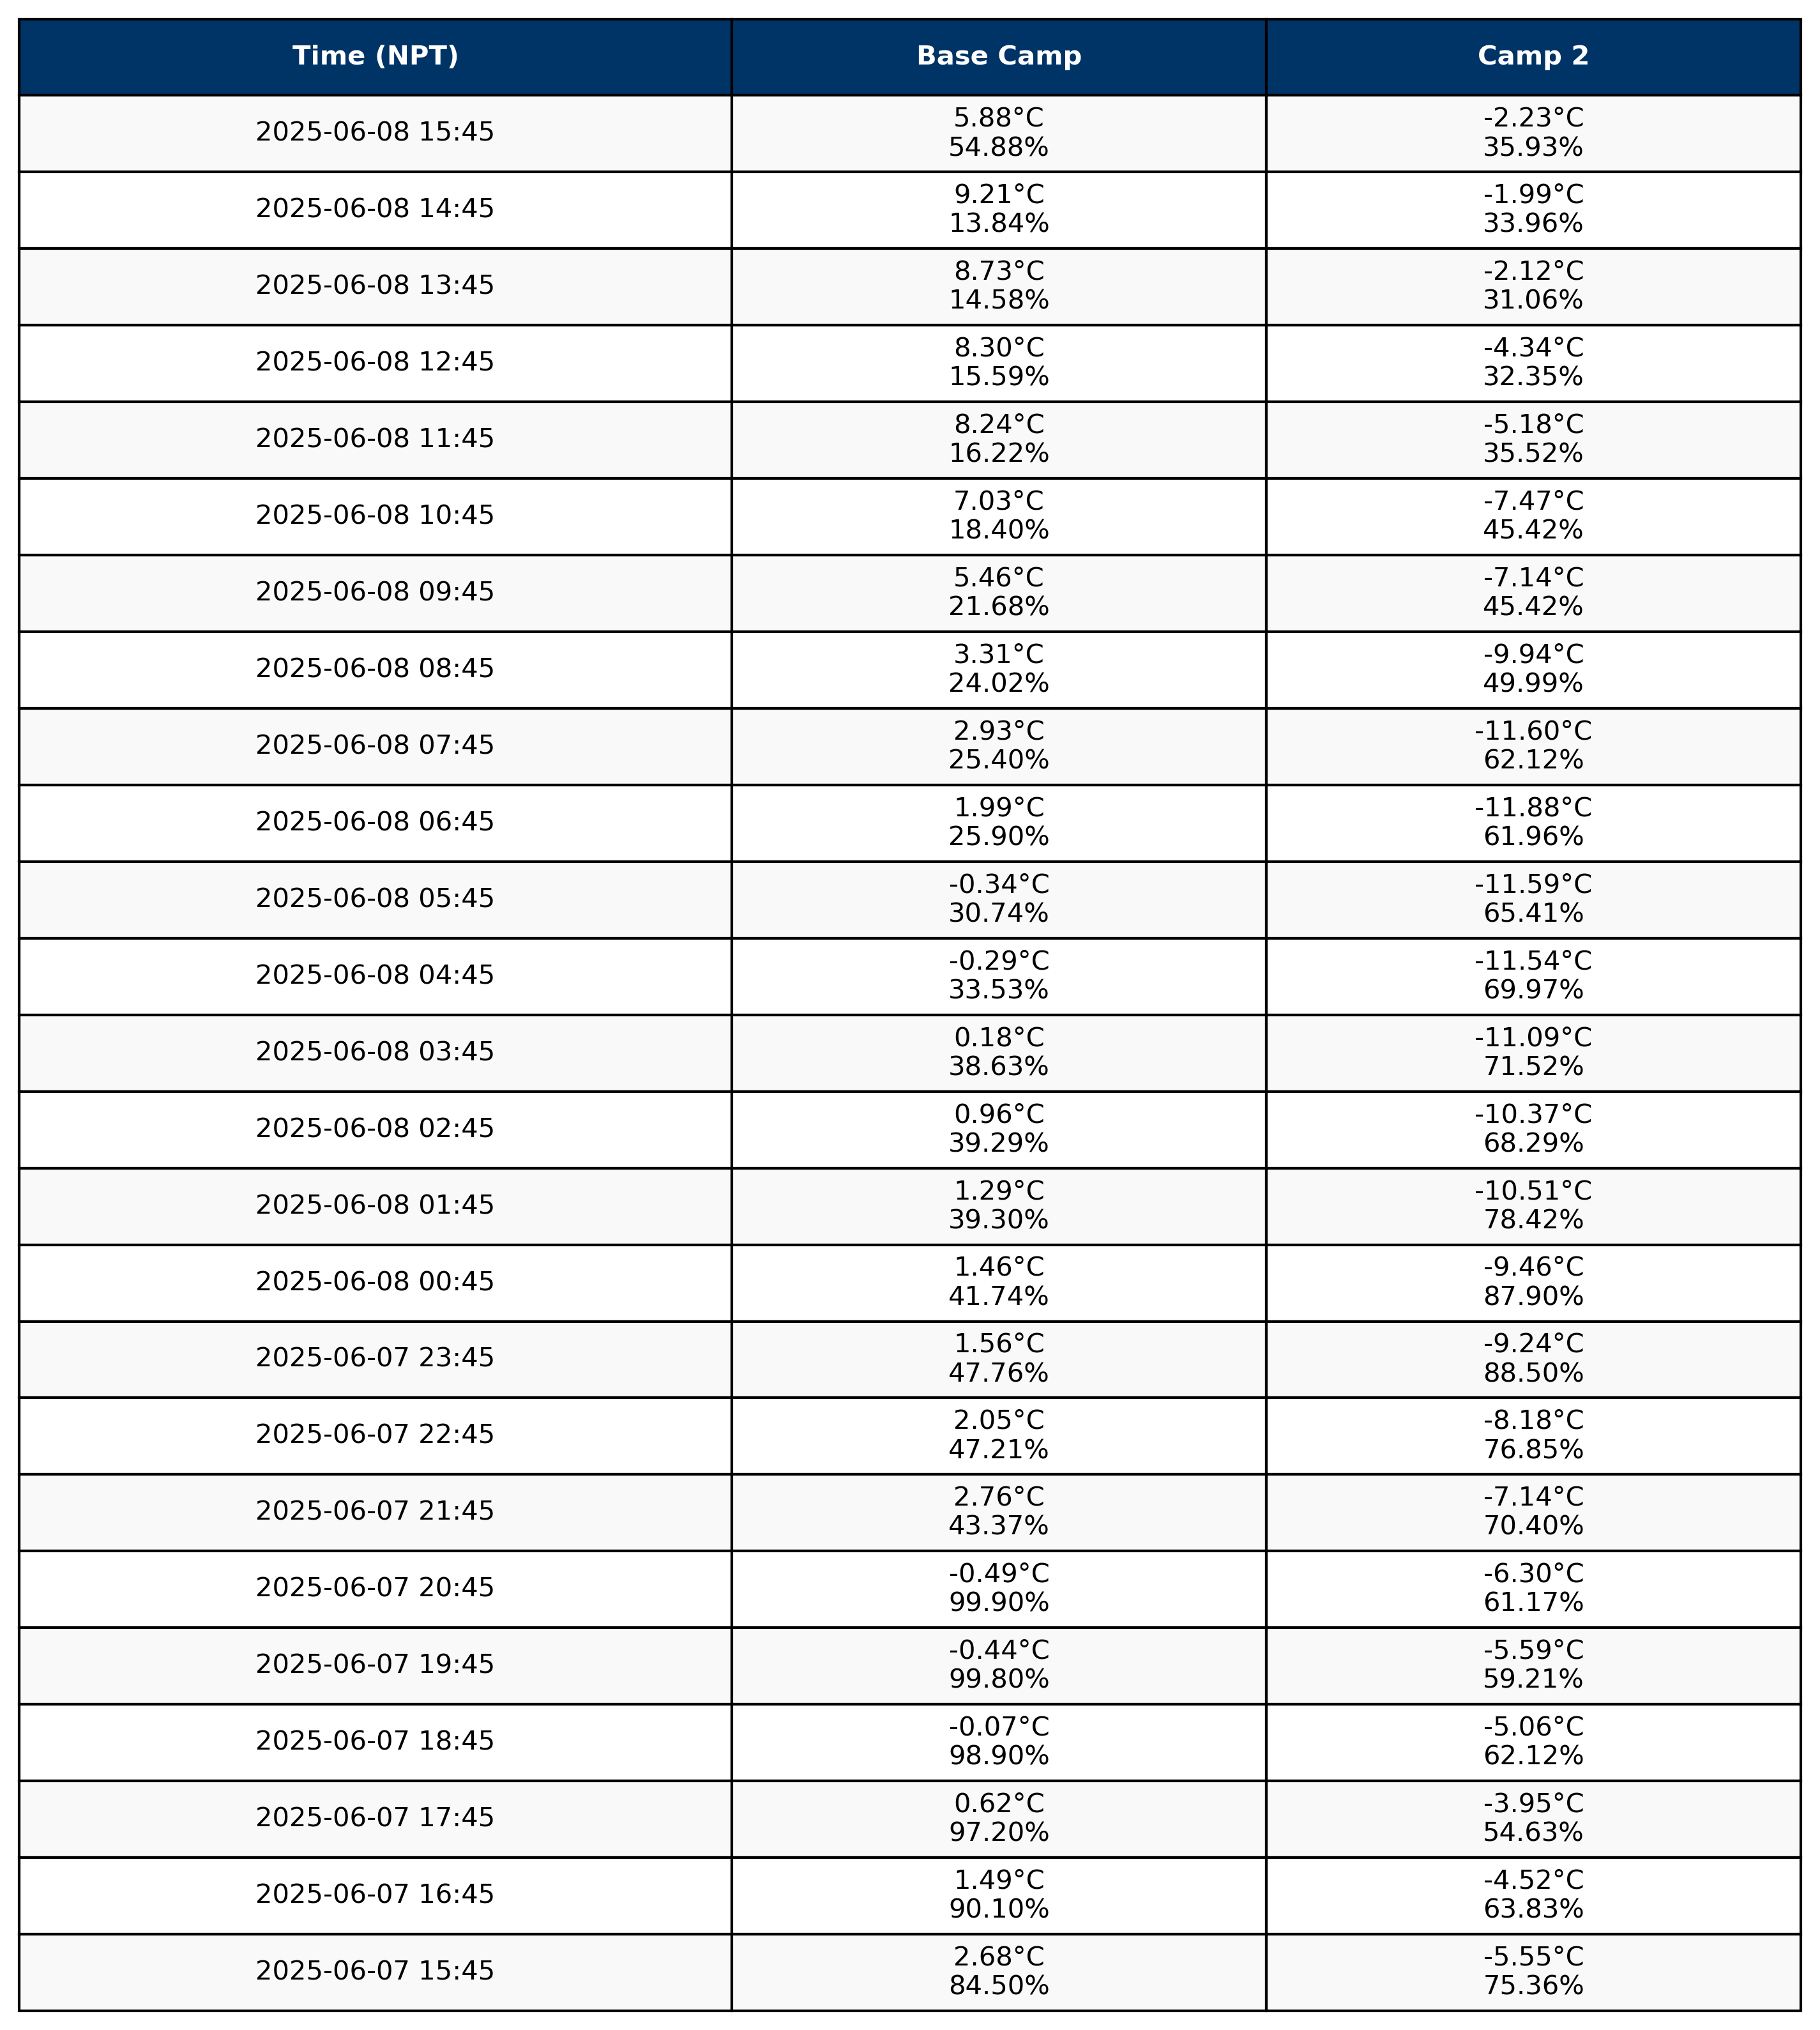 Time (NPT) Base Camp Camp 2
2025-06-08 15:45
5.88°C
54.88%
-2.23°C
35.93%
2025-06-08 14:45
9.21°C
13.84%
-1.99°C
33.96%
2025-06-08 13:45
8.73°C
14.58%
-2.12°C
31.06%
2025-06-08 12:45
8.30°C
15.59%
-4.34°C
32.35%
2025-06-08 11:45
8.24°C
16.22%
-5.18°C
35.52%
2025-06-08 10:45
7.03°C
18.40%
-7.47°C
45.42%
2025-06-08 09:45
5.46°C
21.68%
-7.14°C
45.42%
2025-06-08 08:45
3.31°C
24.02%
-9.94°C
49.99%
2025-06-08 07:45
2.93°C
25.40%
-11.60°C
62.12%
2025-06-08 06:45
1.99°C
25.90%
-11.88°C
61.96%
2025-06-08 05:45
-0.34°C
30.74%
-11.59°C
65.41%
2025-06-08 04:45
-0.29°C
33.53%
-11.54°C
69.97%
2025-06-08 03:45
0.18°C
38.63%
-11.09°C
71.52%
2025-06-08 02:45
0.96°C
39.29%
-10.37°C
68.29%
2025-06-08 01:45
1.29°C
39.30%
-10.51°C
78.42%
2025-06-08 00:45
1.46°C
41.74%
-9.46°C
87.90%
2025-06-07 23:45
1.56°C
47.76%
-9.24°C
88.50%
2025-06-07 22:45
2.05°C
47.21%
-8.18°C
76.85%
2025-06-07 21:45
2.76°C
43.37%
-7.14°C
70.40%
2025-06-07 20:45
-0.49°C
99.90%
-6.30°C
61.17%
2025-06-07 19:45
-0.44°C
99.80%
-5.59°C
59.21%
2025-06-07 18:45
-0.07°C
98.90%
-5.06°C
62.12%
2025-06-07 17:45
0.62°C
97.20%
-3.95°C
54.63%
2025-06-07 16:45
1.49°C
90.10%
-4.52°C
63.83%
2025-06-07 15:45
2.68°C
84.50%
-5.55°C
75.36%